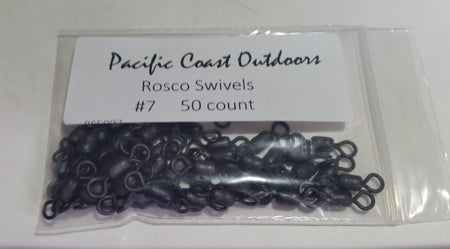 Pacific Coast Outdoors
Rosco Swivels
#7 50 count